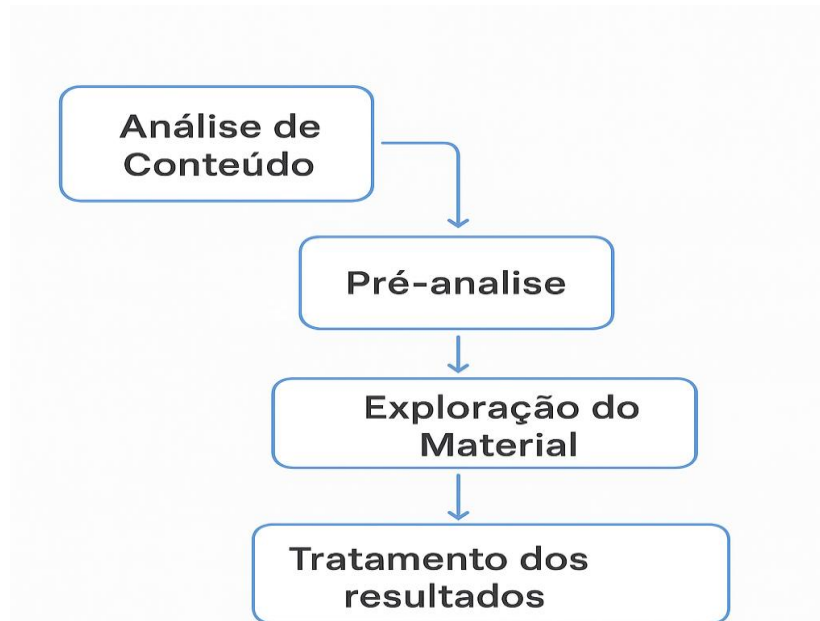 Análise de
Conteúdo
Pré-analise
Exploração do
Material
Tratamento dos
resultados